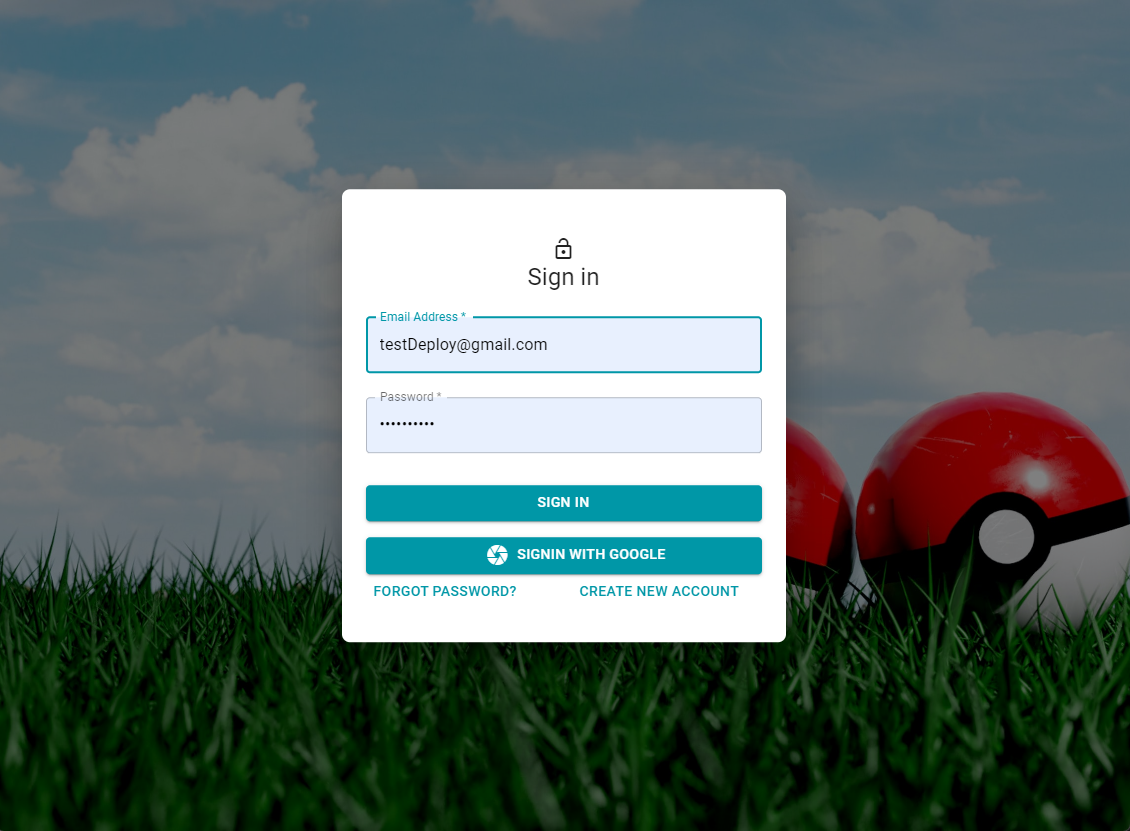 Sign in
Email Address *
testDeploy@gmail.com
Password *
••••••••••
SIGN IN
SIGNIN WITH GOOGLE
FORGOT PASSWORD? CREATE NEW ACCOUNT